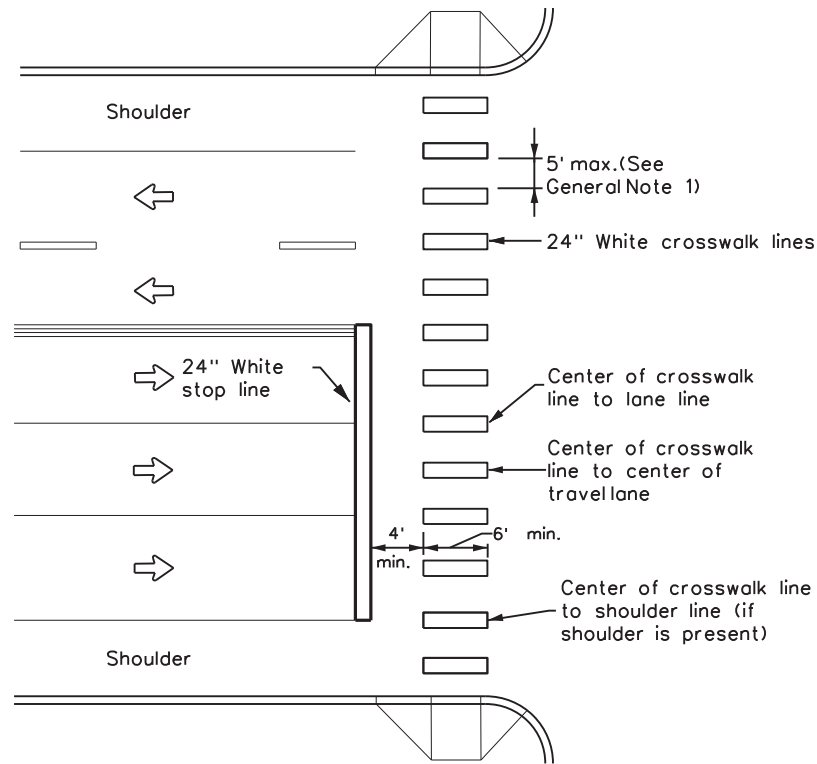 Shoulder
5' max.(See
General Note 1)
24" White crosswalk lines
24" White
stop line
Center of crosswalk
line to lane line
Center of crosswalk
line to center of
travel lane
4'
min.
6' min.
Center of crosswalk line
to shoulder line (if
shoulder is present)
Shoulder